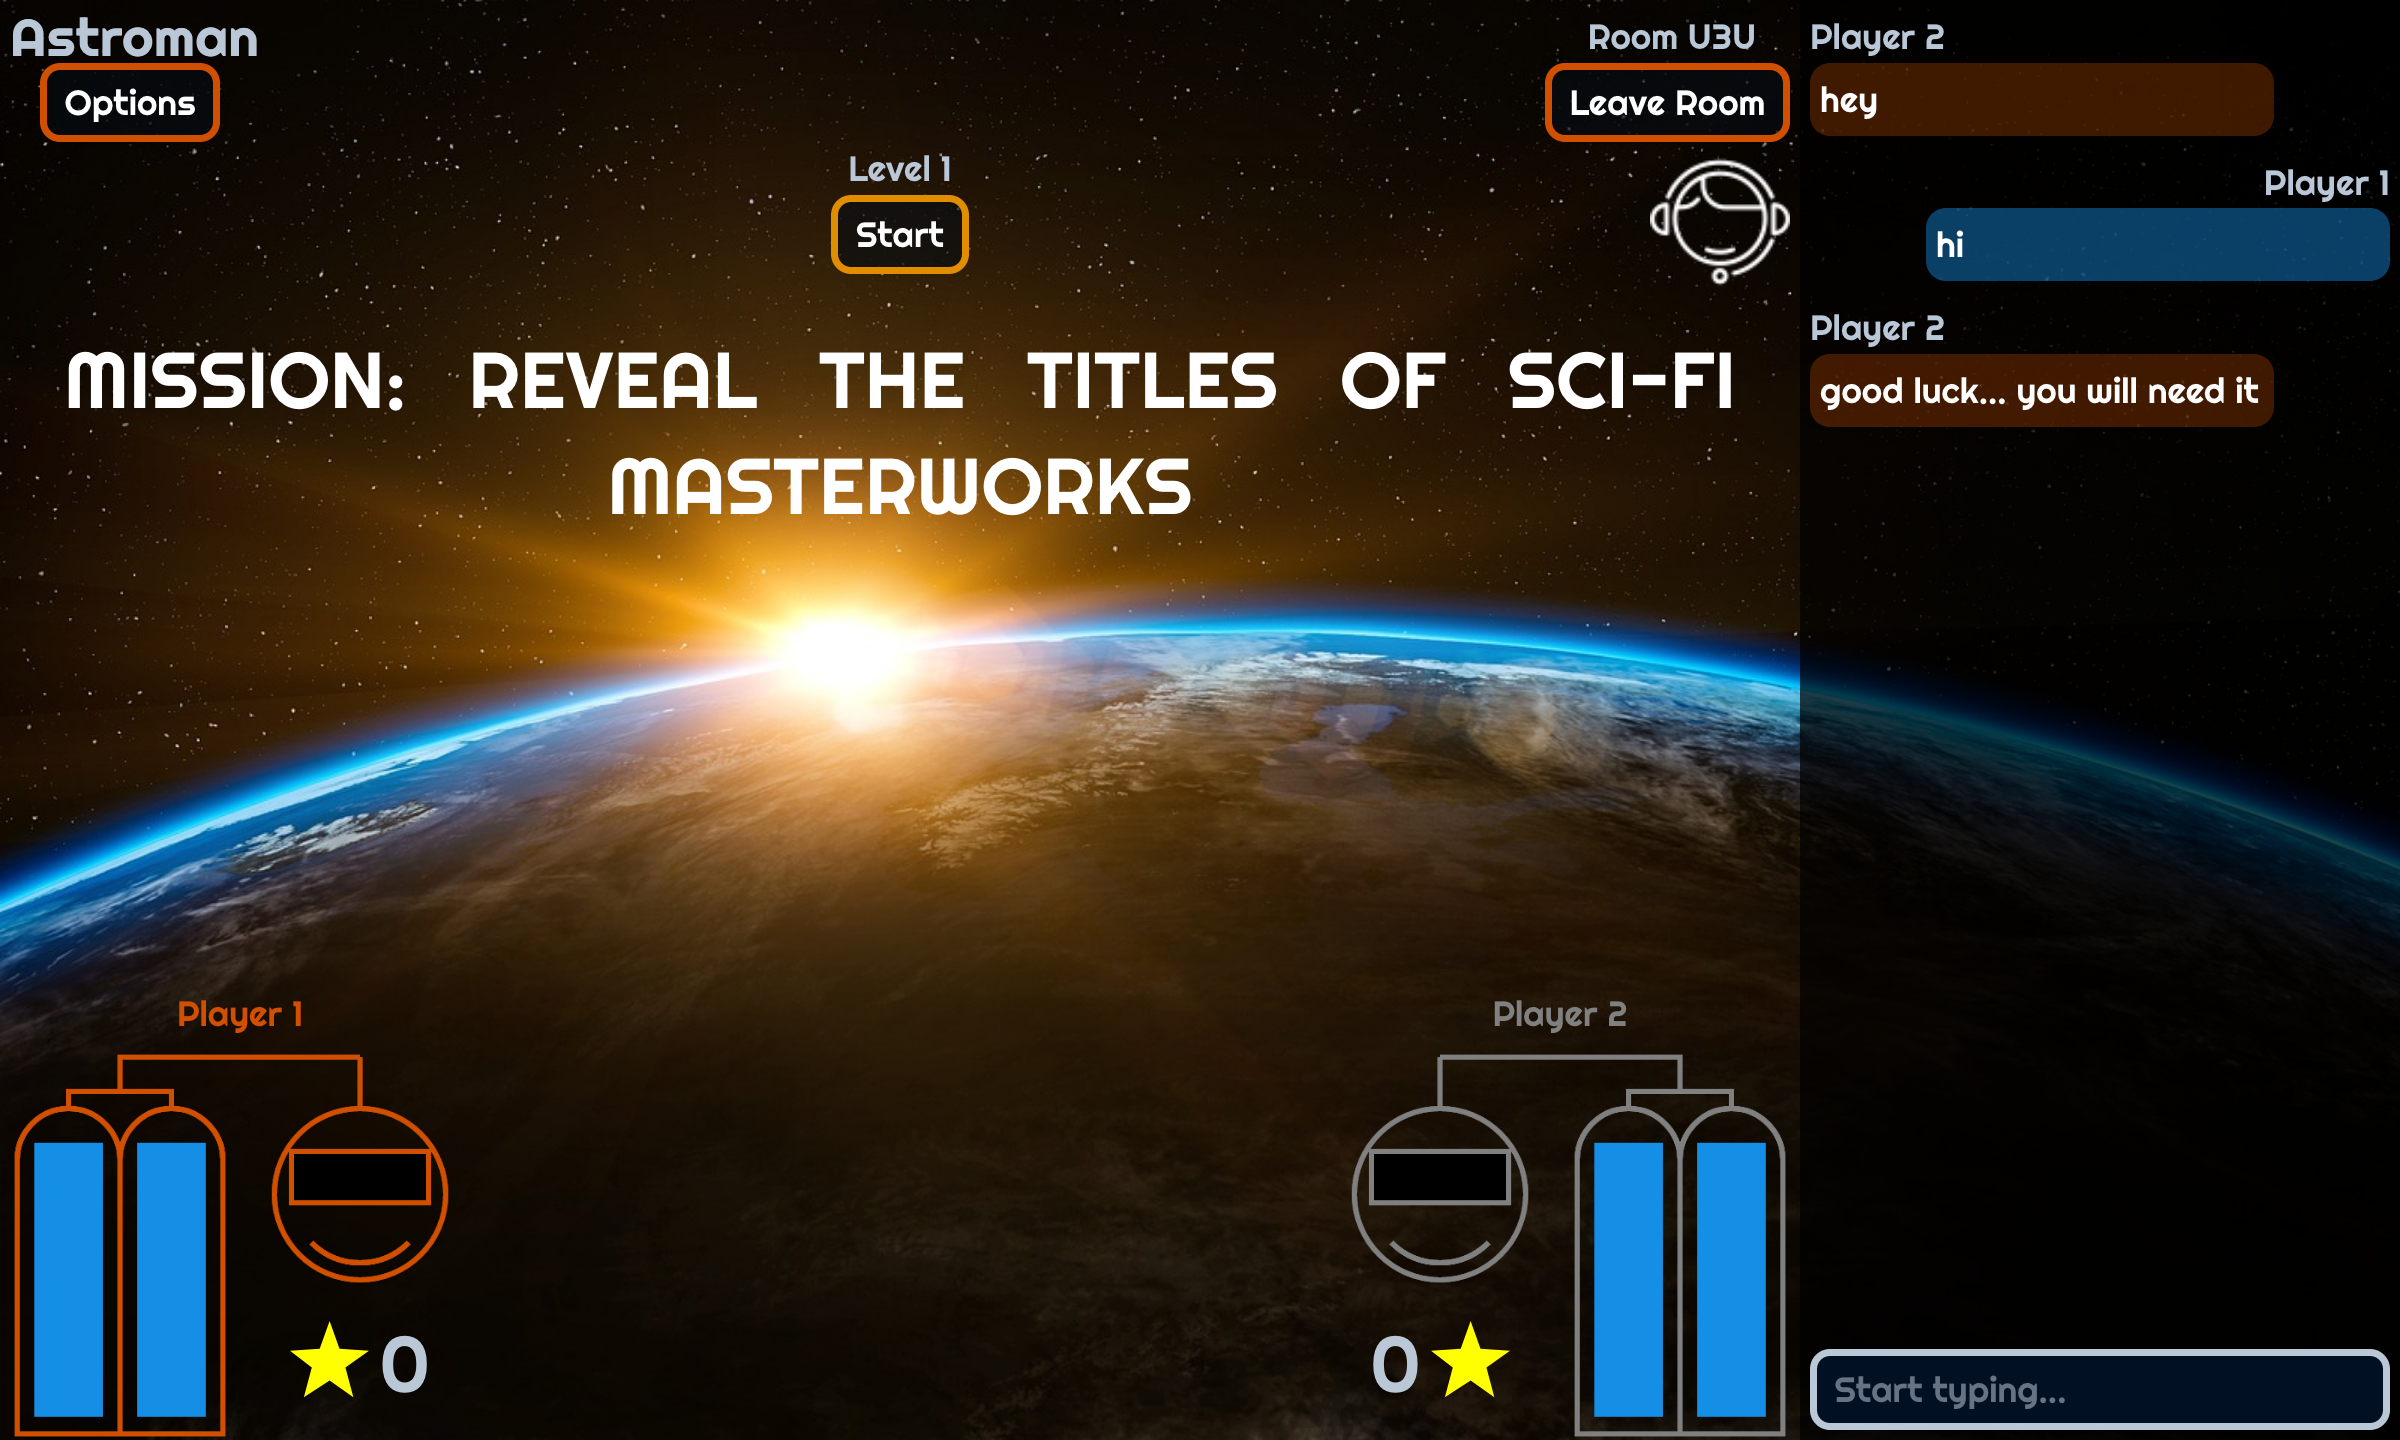 Astroman
Options
Room U3U
Leave Room
Level 1
Start
MISSION: REVEAL THE TITLES OF SCI-FI
MASTERWORKS
Player 1
0
Player 2
0
Player 2
hey
Player 1
hi
Player 2
good luck... you will need it
Start typing...